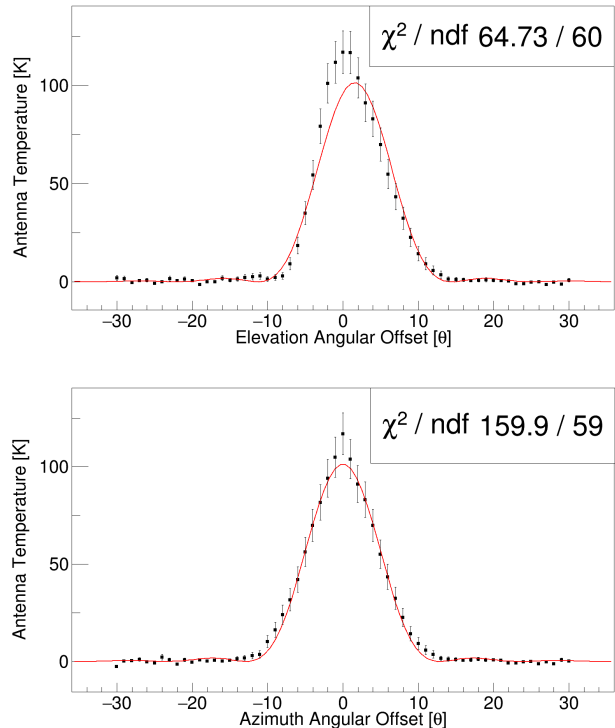 χ² / ndf 64.73 / 60
Antenna Temperature [K]
100
50
0
−30 −20 −10 0 10 20 30
Elevation Angular Offset [θ]
χ² / ndf 159.9 / 59
Antenna Temperature [K]
100
50
0
−30 −20 −10 0 10 20 30
Azimuth Angular Offset [θ]